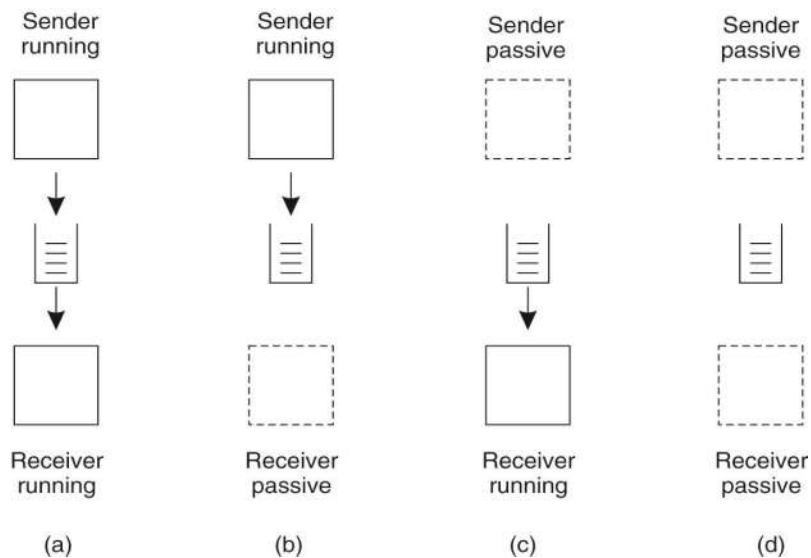 Sender
running
Sender
running
Sender
passive
Sender
passive
Receiver
running
Receiver
passive
Receiver
running
Receiver
passive
(a)
(b)
(c)
(d)